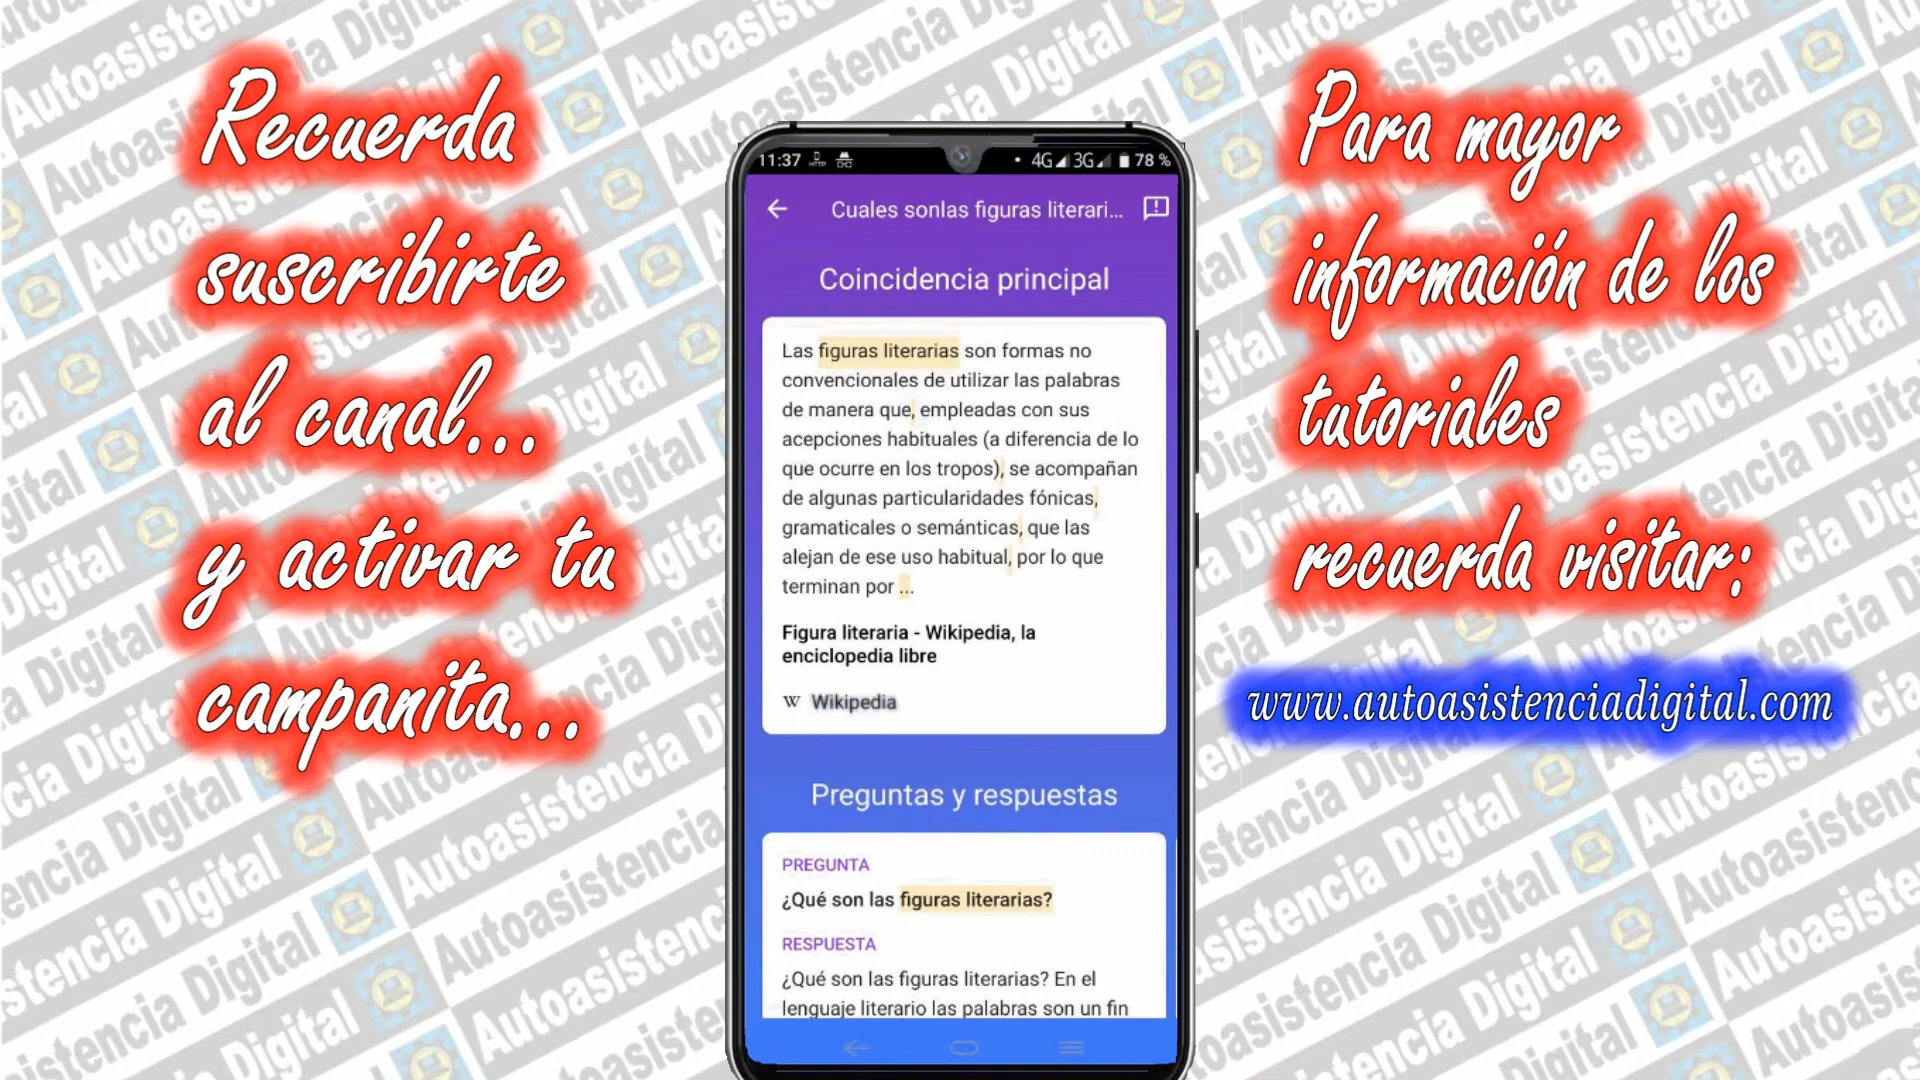 Recuerda
suscribirte
al canal...
y activar tu
campanita...
11:37
4G 3G 78 %
Cuales sonlas figuras literari...
Coincidencia principal
Las figuras literarias son formas no
convencionales de utilizar las palabras
de manera que, empleadas con sus
acepciones habituales (a diferencia de lo
que ocurre en los tropos), se acompañan
de algunas particularidades fónicas,
gramaticales o semánticas, que las
alejan de ese uso habitual, por lo que
terminan por ...
Figura literaria - Wikipedia, la
enciclopedia libre
W Wikipedia
Preguntas y respuestas
PREGUNTA
¿Qué son las figuras literarias?
RESPUESTA
¿Qué son las figuras literarias? En el
lenguaje literario las palabras son un fin
Para mayor
información de los
tutoriales
recuerda visitar:
www.autoasistenciadigital.com
Autoasistencia Digital